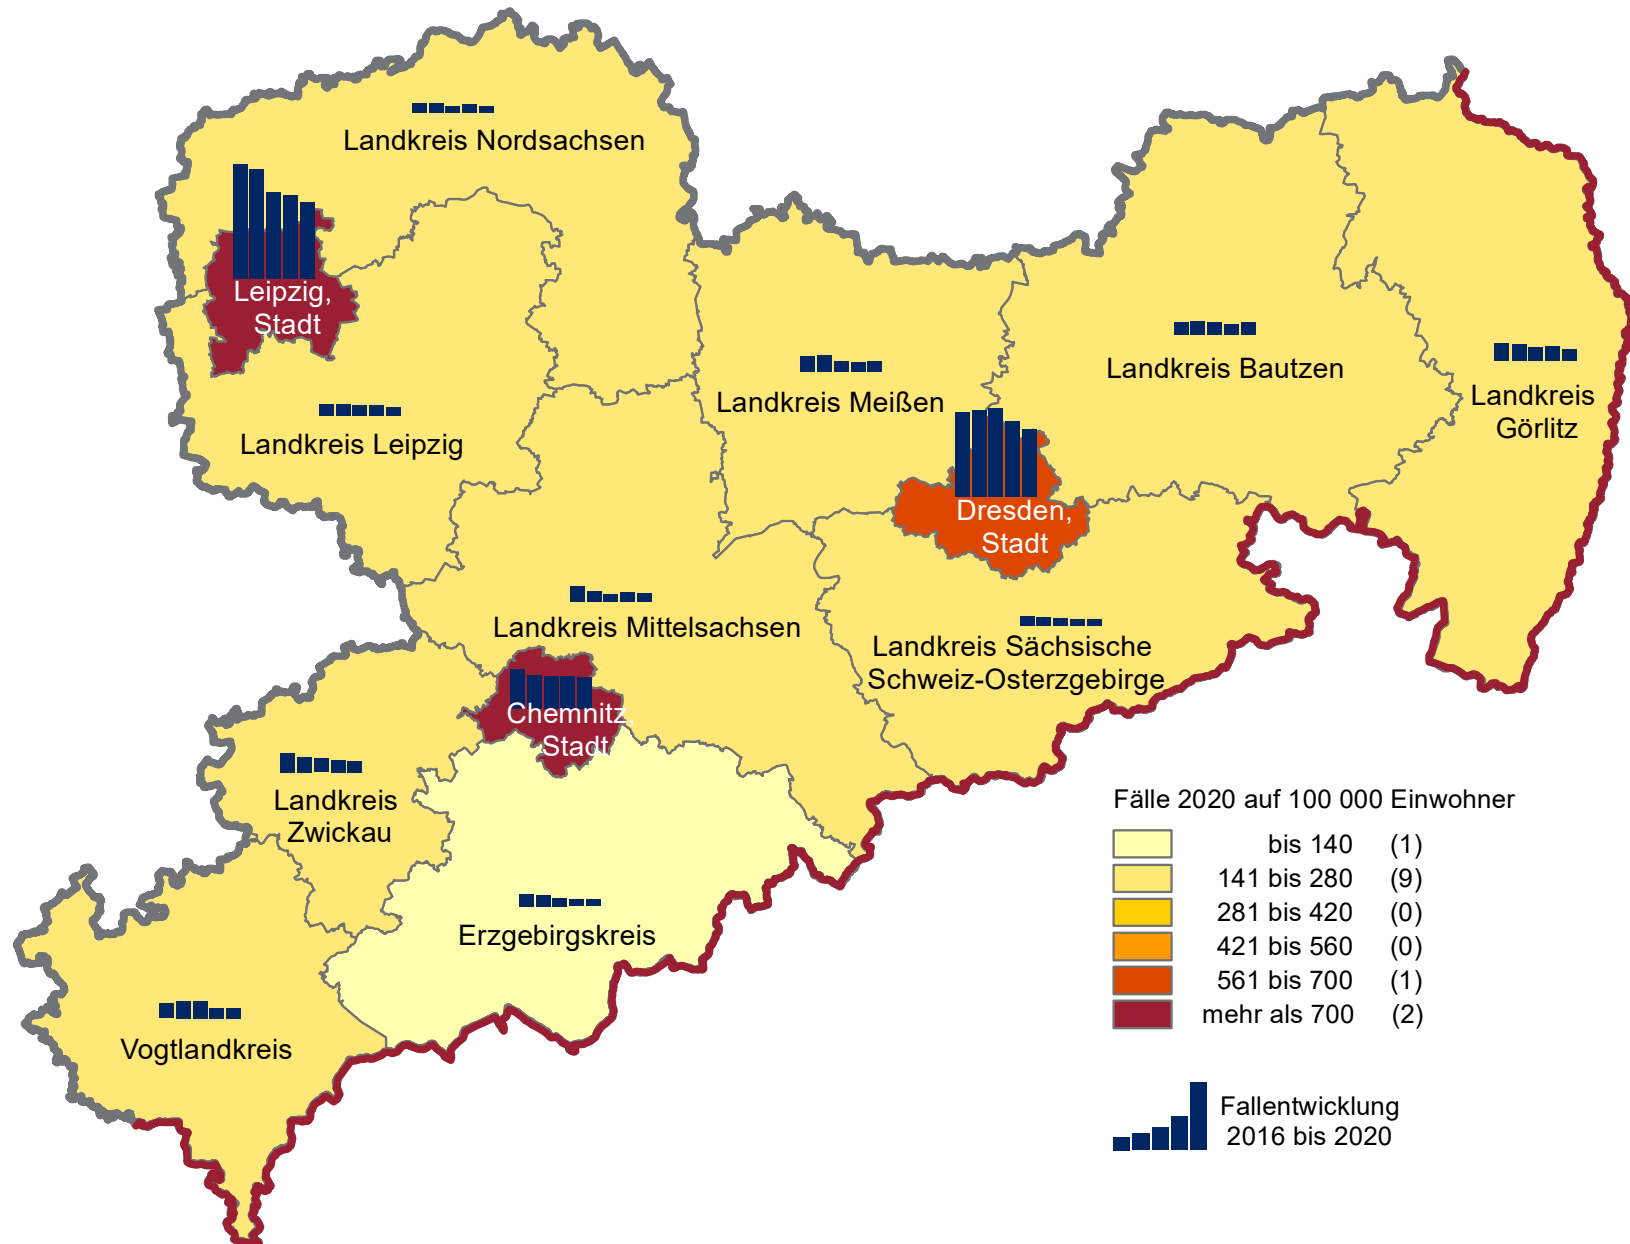 Landkreis Nordsachsen
Leipzig,
Stadt
Landkreis Leipzig
Landkreis Meißen
Landkreis Bautzen
Landkreis
Görlitz
Dresden,
Stadt
Landkreis Mittelsachsen
Landkreis Sächsische
Schweiz-Osterzgebirge
Chemnitz,
Stadt
Landkreis
Zwickau
Erzgebirgskreis
Vogtlandkreis
Fälle 2020 auf 100 000 Einwohner
bis 140 (1)
141 bis 280 (9)
281 bis 420 (0)
421 bis 560 (0)
561 bis 700 (1)
mehr als 700 (2)
Fallentwicklung
2016 bis 2020